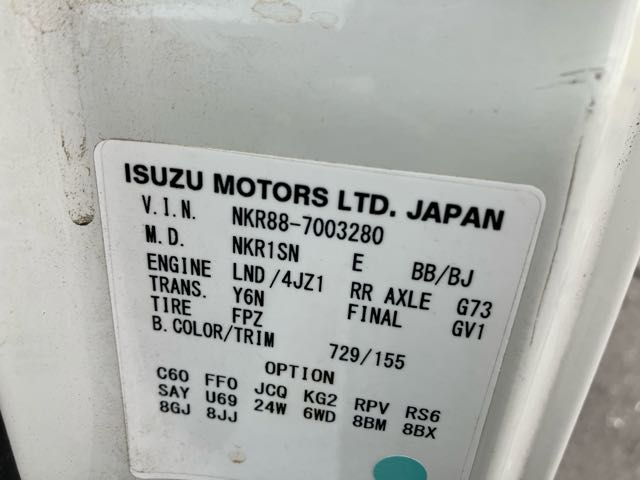 ISUZU MOTORS LTD. JAPAN
V.I.N. NKR88-7003280
M.D. NKR1SN E BB/BJ
ENGINE LND/4JZ1 RR AXLE G73
TRANS. Y6N FINAL GV1
TIRE FPZ
B.COLOR/TRIM 729/155
OPTION
C60 FF0 JCQ KG2 RPV RS6
SAY U69 24W 6WD 8BM 8BX
8GJ 8JJ